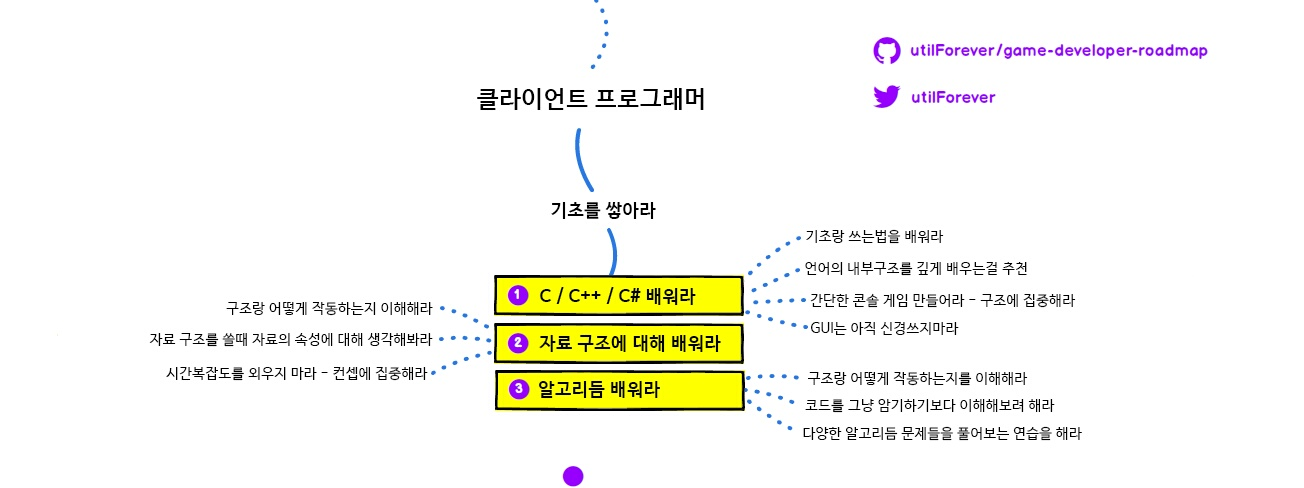 utilForever/game-developer-roadmap
utilForever
클라이언트 프로그래머
기초를 쌓아라
1 C / C++ / C# 배워라
기초랑 쓰는법을 배워라
언어의 내부구조를 깊게 배우는걸 추천
간단한 콘솔 게임 만들어라 - 구조에 집중해라
GUI는 아직 신경쓰지마라
2 자료 구조에 대해 배워라
구조랑 어떻게 작동하는지 이해해라
자료 구조를 쓸때 자료의 속성에 대해 생각해봐라
시간복잡도를 외우지 마라 - 컨셉에 집중해라
3 알고리듬 배워라
구조랑 어떻게 작동하는지를 이해해라
코드를 그냥 암기하기보다 이해해보려 해라
다양한 알고리듬 문제들을 풀어보는 연습을 해라